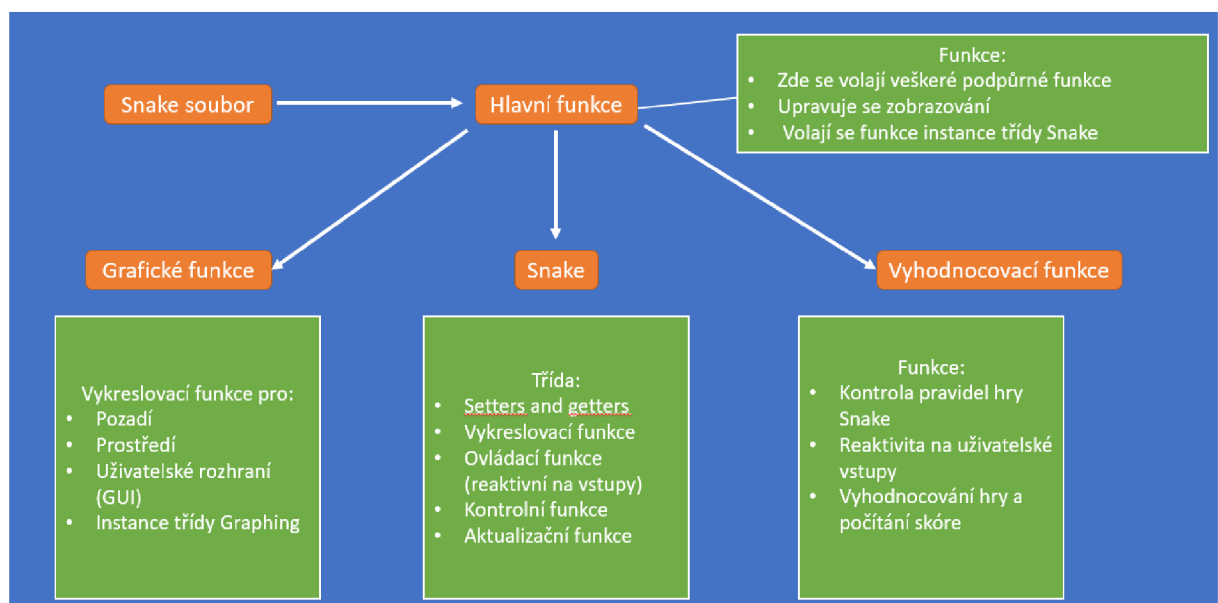 Funkce:
• Zde se volají veškeré podpůrné funkce
• Upravuje se zobrazování
• Volají se funkce instance třídy Snake
Snake soubor
Hlavní funkce
Grafické funkce
Snake
Vyhodnocovací funkce
Vykreslovací funkce pro:
• Pozadí
• Prostředí
• Uživatelské rozhraní
(GUI)
• Instance třídy Graphing
Třída:
• Setters and getters
• Vykreslovací funkce
• Ovládací funkce
(reaktivní na vstupy)
• Kontrolní funkce
• Aktualizační funkce
Funkce:
• Kontrola pravidel hry
Snake
• Reaktivita na uživatelské
vstupy
• Vyhodnocování hry a
počítání skóre